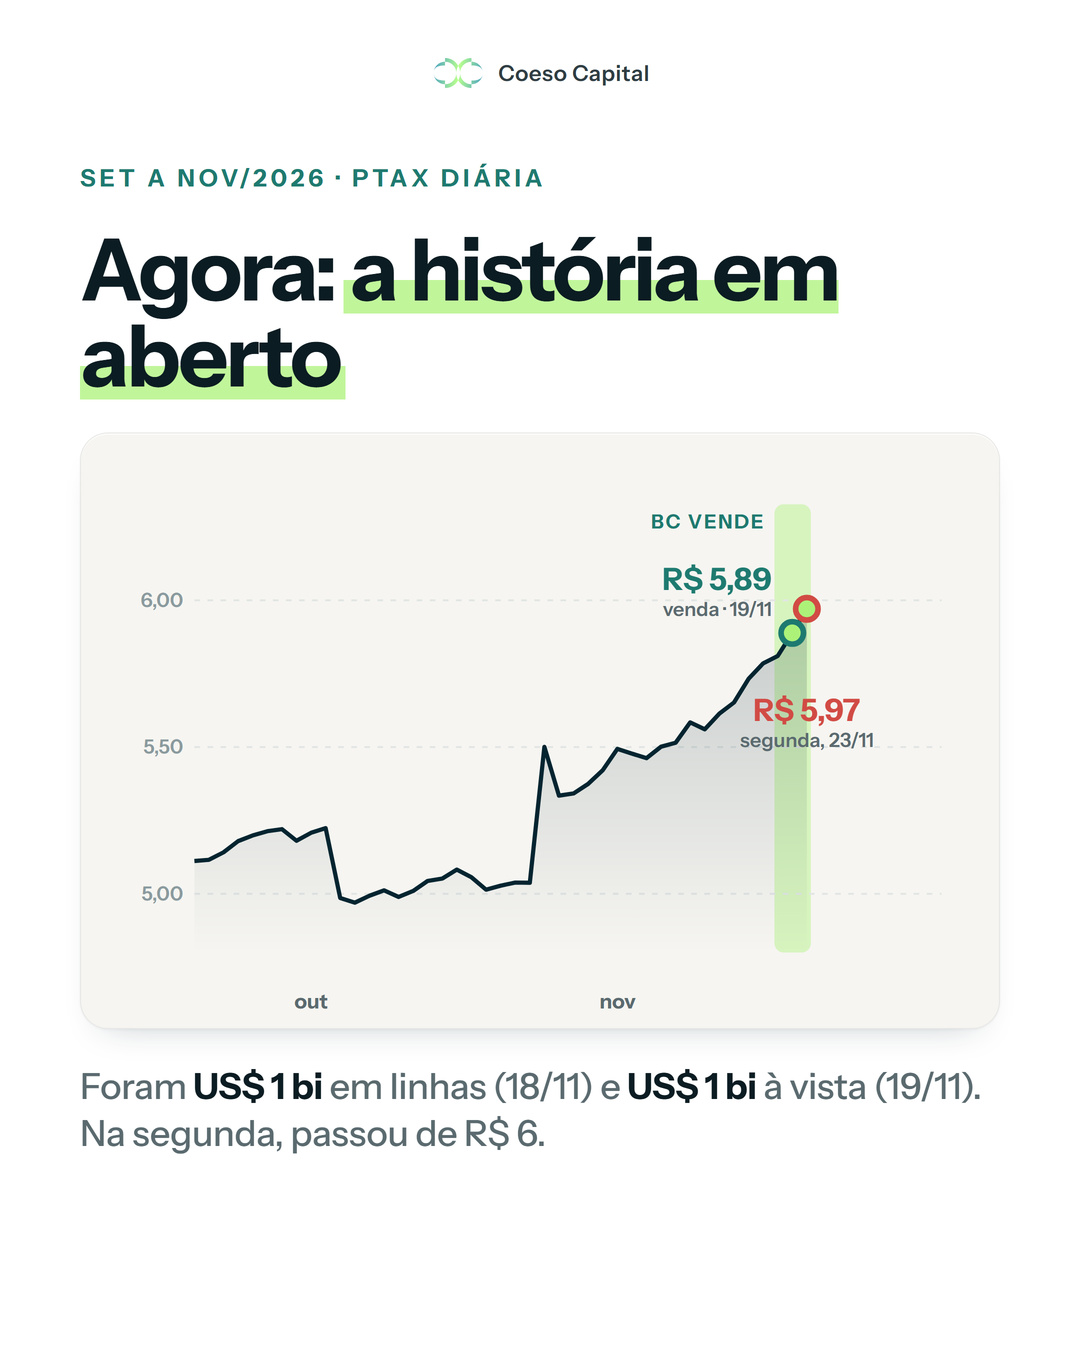 Coeso Capital
SET A NOV/2026 · PTAX DIÁRIA
Agora: a história em
aberto
BC VENDE
R$ 5,89
venda · 19/11
6,00
R$ 5,97
segunda, 23/11
5,50
5,00
out
nov
Foram US$ 1 bi em linhas (18/11) e US$ 1 bi à vista (19/11).
Na segunda, passou de R$ 6.